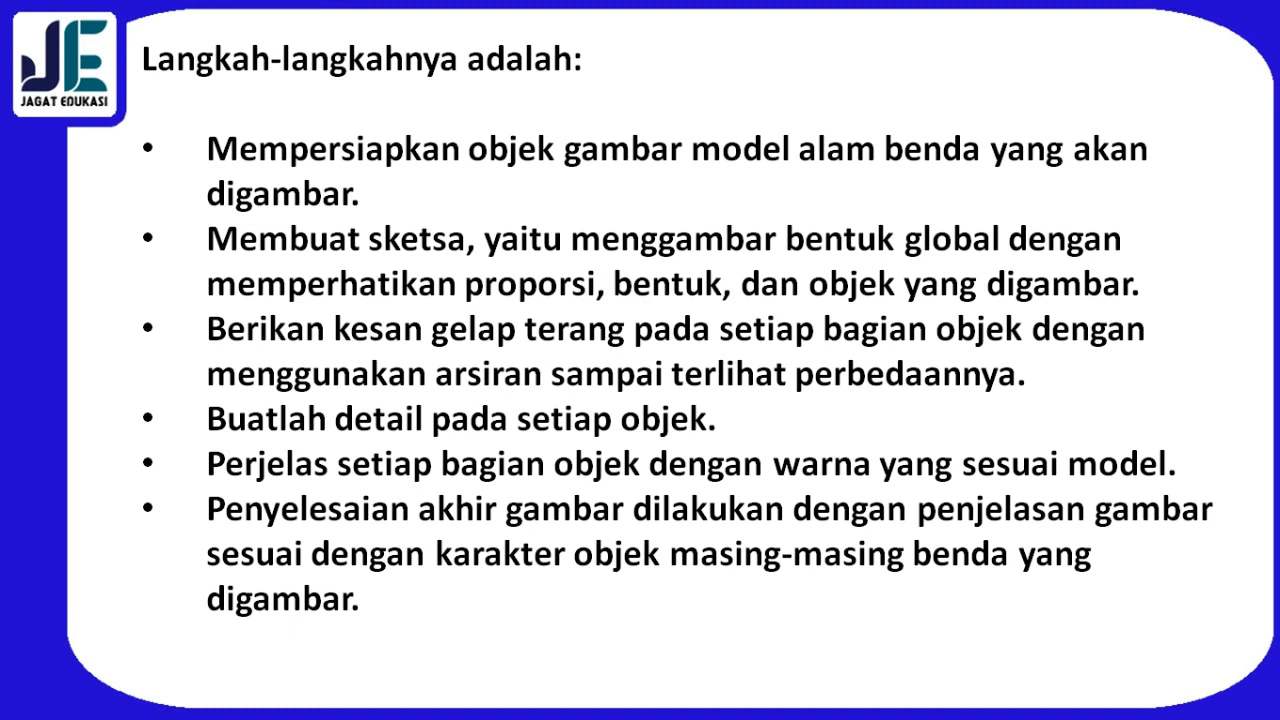 JE
JAGAT EDUKASI
Langkah-langkahnya adalah:
• Mempersiapkan objek gambar model alam benda yang akan
digambar.
• Membuat sketsa, yaitu menggambar bentuk global dengan
memperhatikan proporsi, bentuk, dan objek yang digambar.
• Berikan kesan gelap terang pada setiap bagian objek dengan
menggunakan arsiran sampai terlihat perbedaannya.
• Buatlah detail pada setiap objek.
• Perjelas setiap bagian objek dengan warna yang sesuai model.
• Penyelesaian akhir gambar dilakukan dengan penjelasan gambar
sesuai dengan karakter objek masing-masing benda yang
digambar.